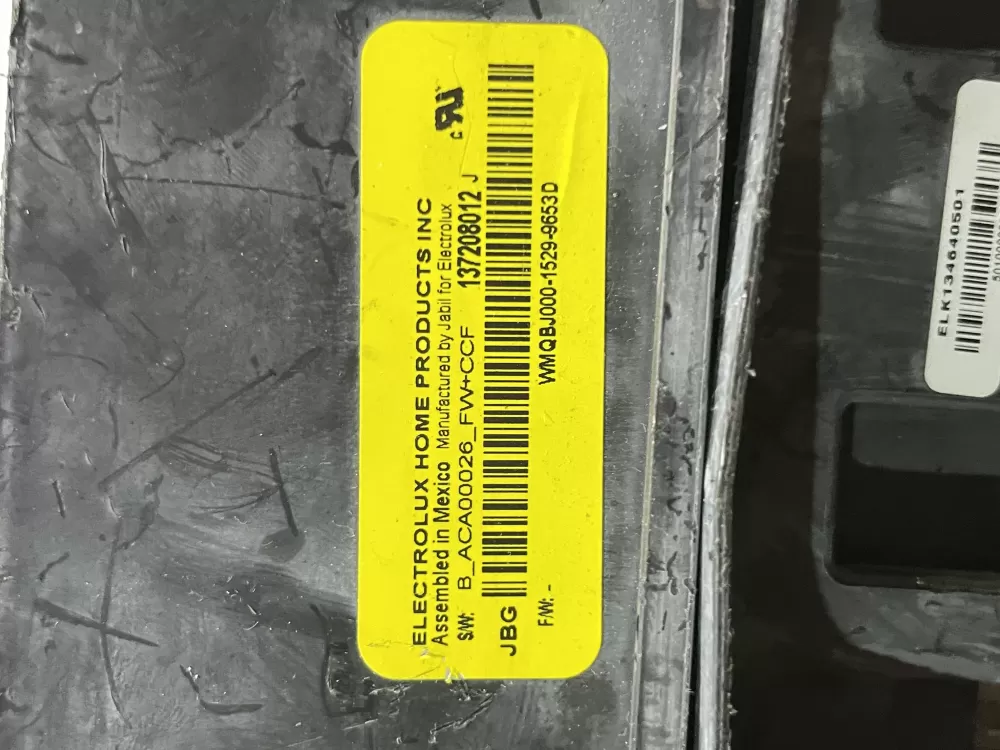 ELECTROLUX HOME PRODUCTS INC
Assembled in Mexico Manufactured by Jabil for Electrolux
S/W: B_ACA00026_FW+CCF 137208012 J
JBG
F/W: - WMQBJ000-1529-9653D
ELK134640501